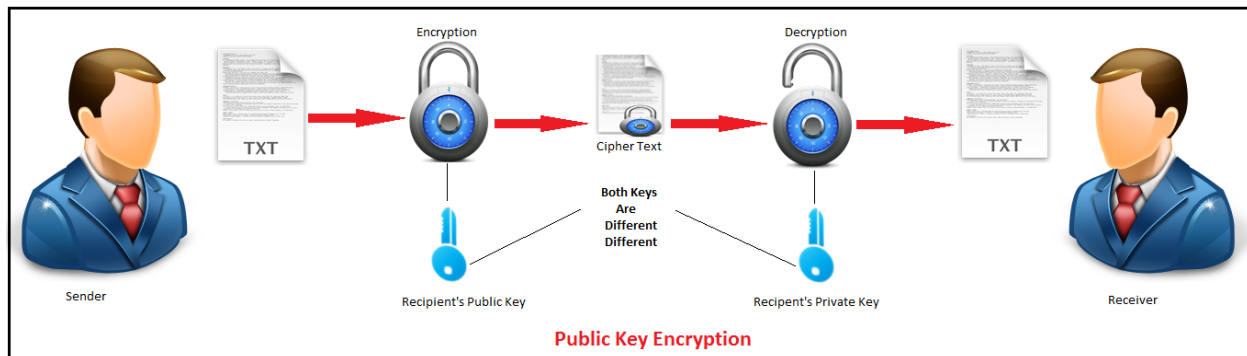 Encryption
Decryption
TXT
Cipher Text
TXT
Both Keys
Are
Different
Different
Sender
Recipient's Public Key
Recipent's Private Key
Receiver
Public Key Encryption